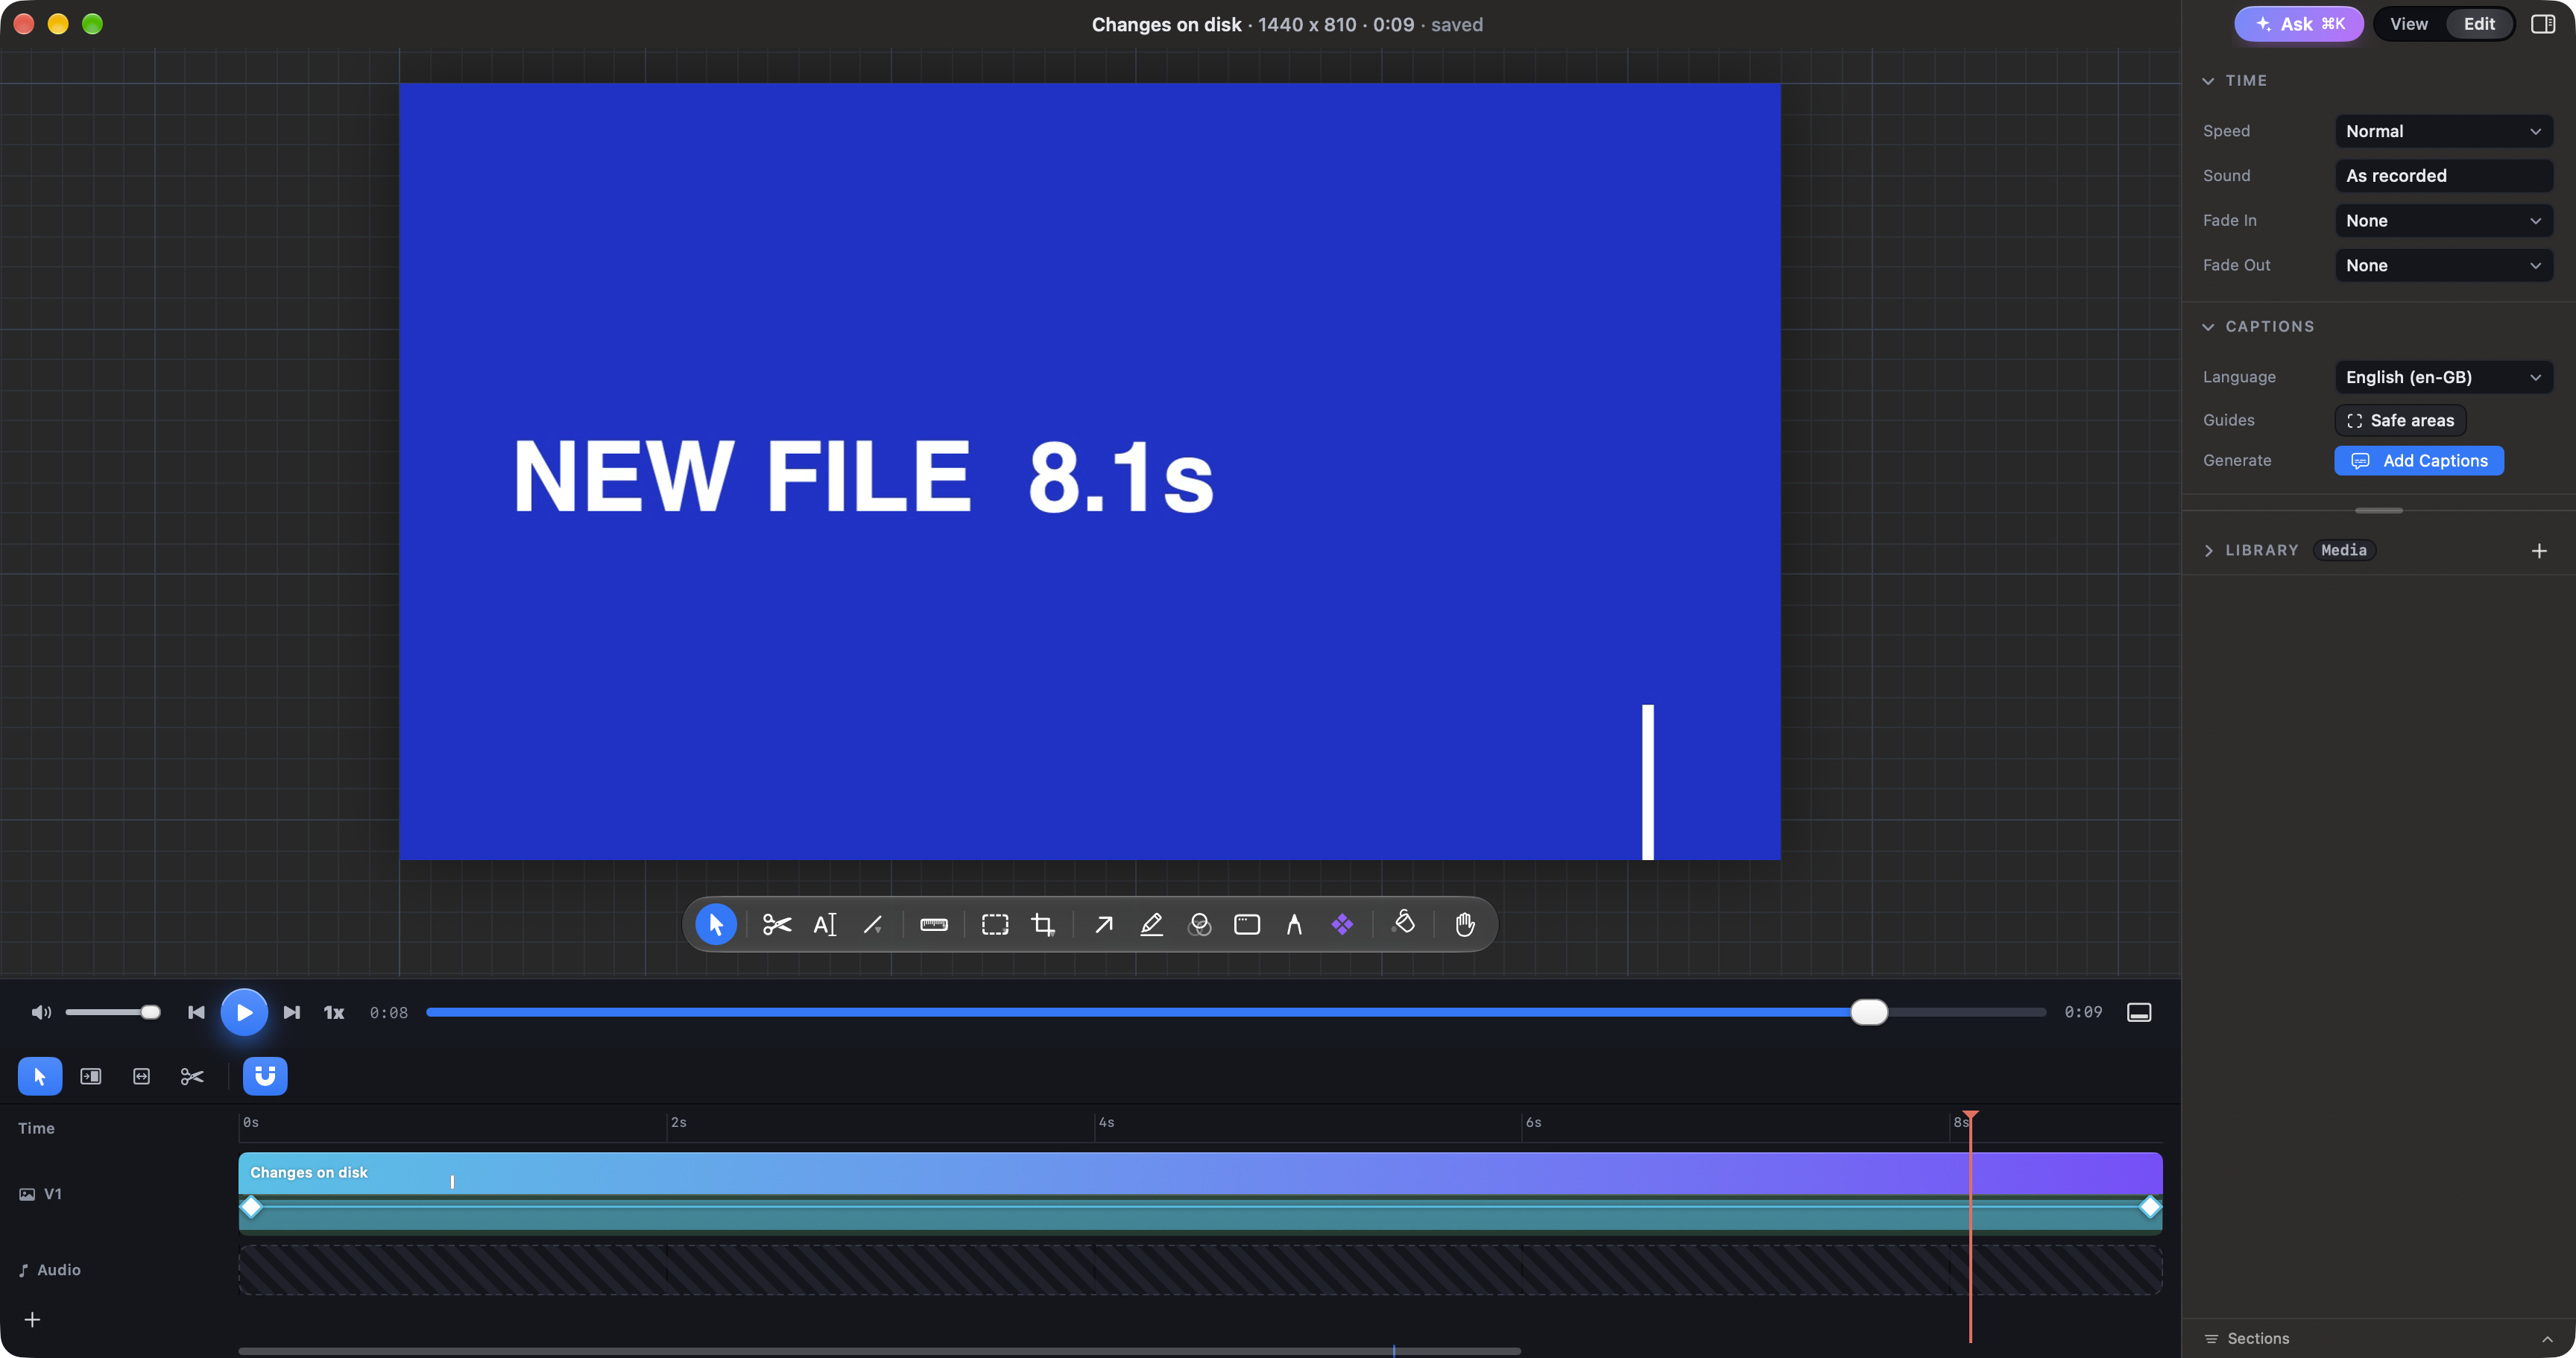 Changes on disk · 1440 x 810 · 0:09 · saved
Ask ⌘K
View
Edit
TIME
Speed
Normal
Sound
As recorded
Fade In
None
Fade Out
None
CAPTIONS
Language
English (en-GB)
Guides
Safe areas
Generate
Add Captions
LIBRARY
Media
NEW FILE 8.1s
1x
0:08
0:09
Time
0s
2s
4s
6s
8s
Changes on disk
V1
Audio
Sections